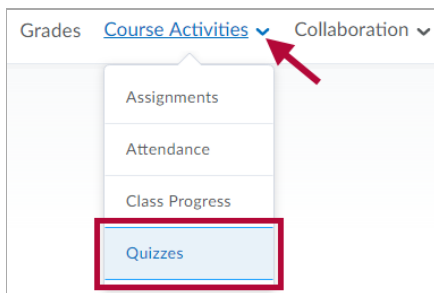 Grades Course Activities Collaboration
Assignments
Attendance
Class Progress
Quizzes